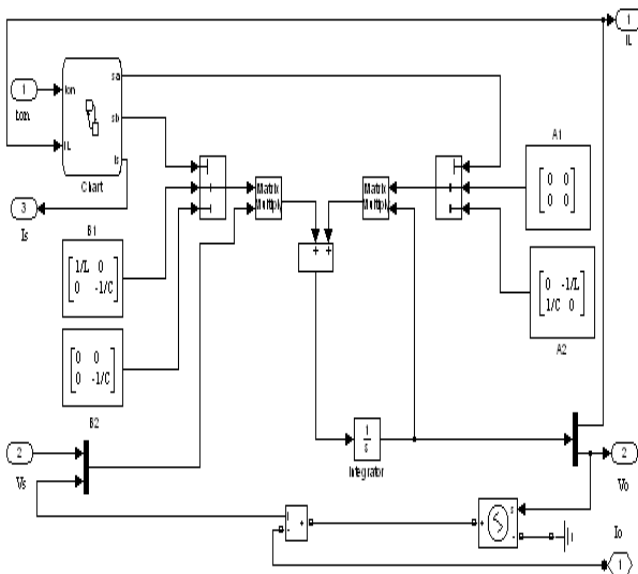 1
IL
sa
1
ton
ton
sb
IL
Is
Chart
3
Is
A1
0 0
0 0
Matrix
Multiply
Matrix
Multiply
B1
1/L 0
0 -1/C
+ +
0 -1/L
1/C 0
A2
0 0
0 -1/C
B2
1
s
Integrator
2
Vs
2
Vo
s
I
+
-
+
-
Io
1